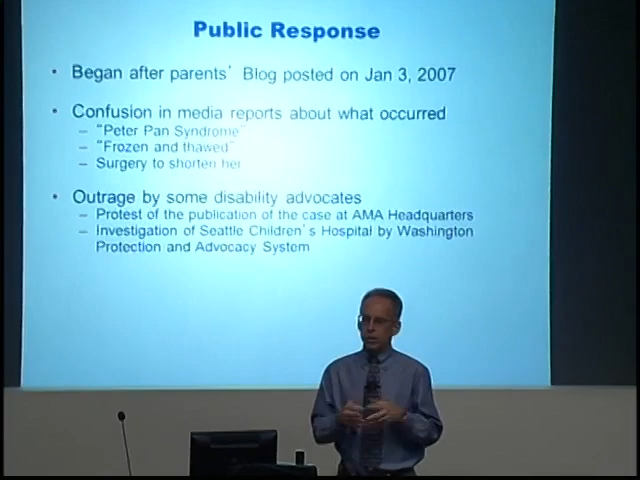 Public Response
• Began after parents’ Blog posted on Jan 3, 2007
• Confusion in media reports about what occurred
– “Peter Pan Syndrome”
– “Frozen and thawed”
– Surgery to shorten her
• Outrage by some disability advocates
– Protest of the publication of the case at AMA Headquarters
– Investigation of Seattle Children’s Hospital by Washington
Protection and Advocacy System